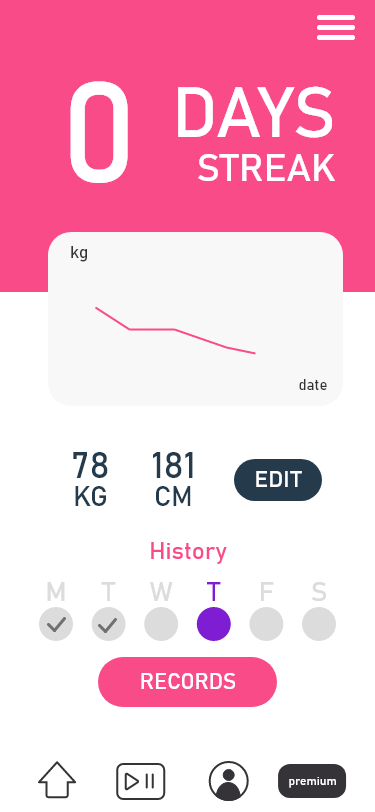 0 DAYS
STREAK
kg
date
78 181 EDIT
KG CM
History
M T W T F S
RECORDS
premium